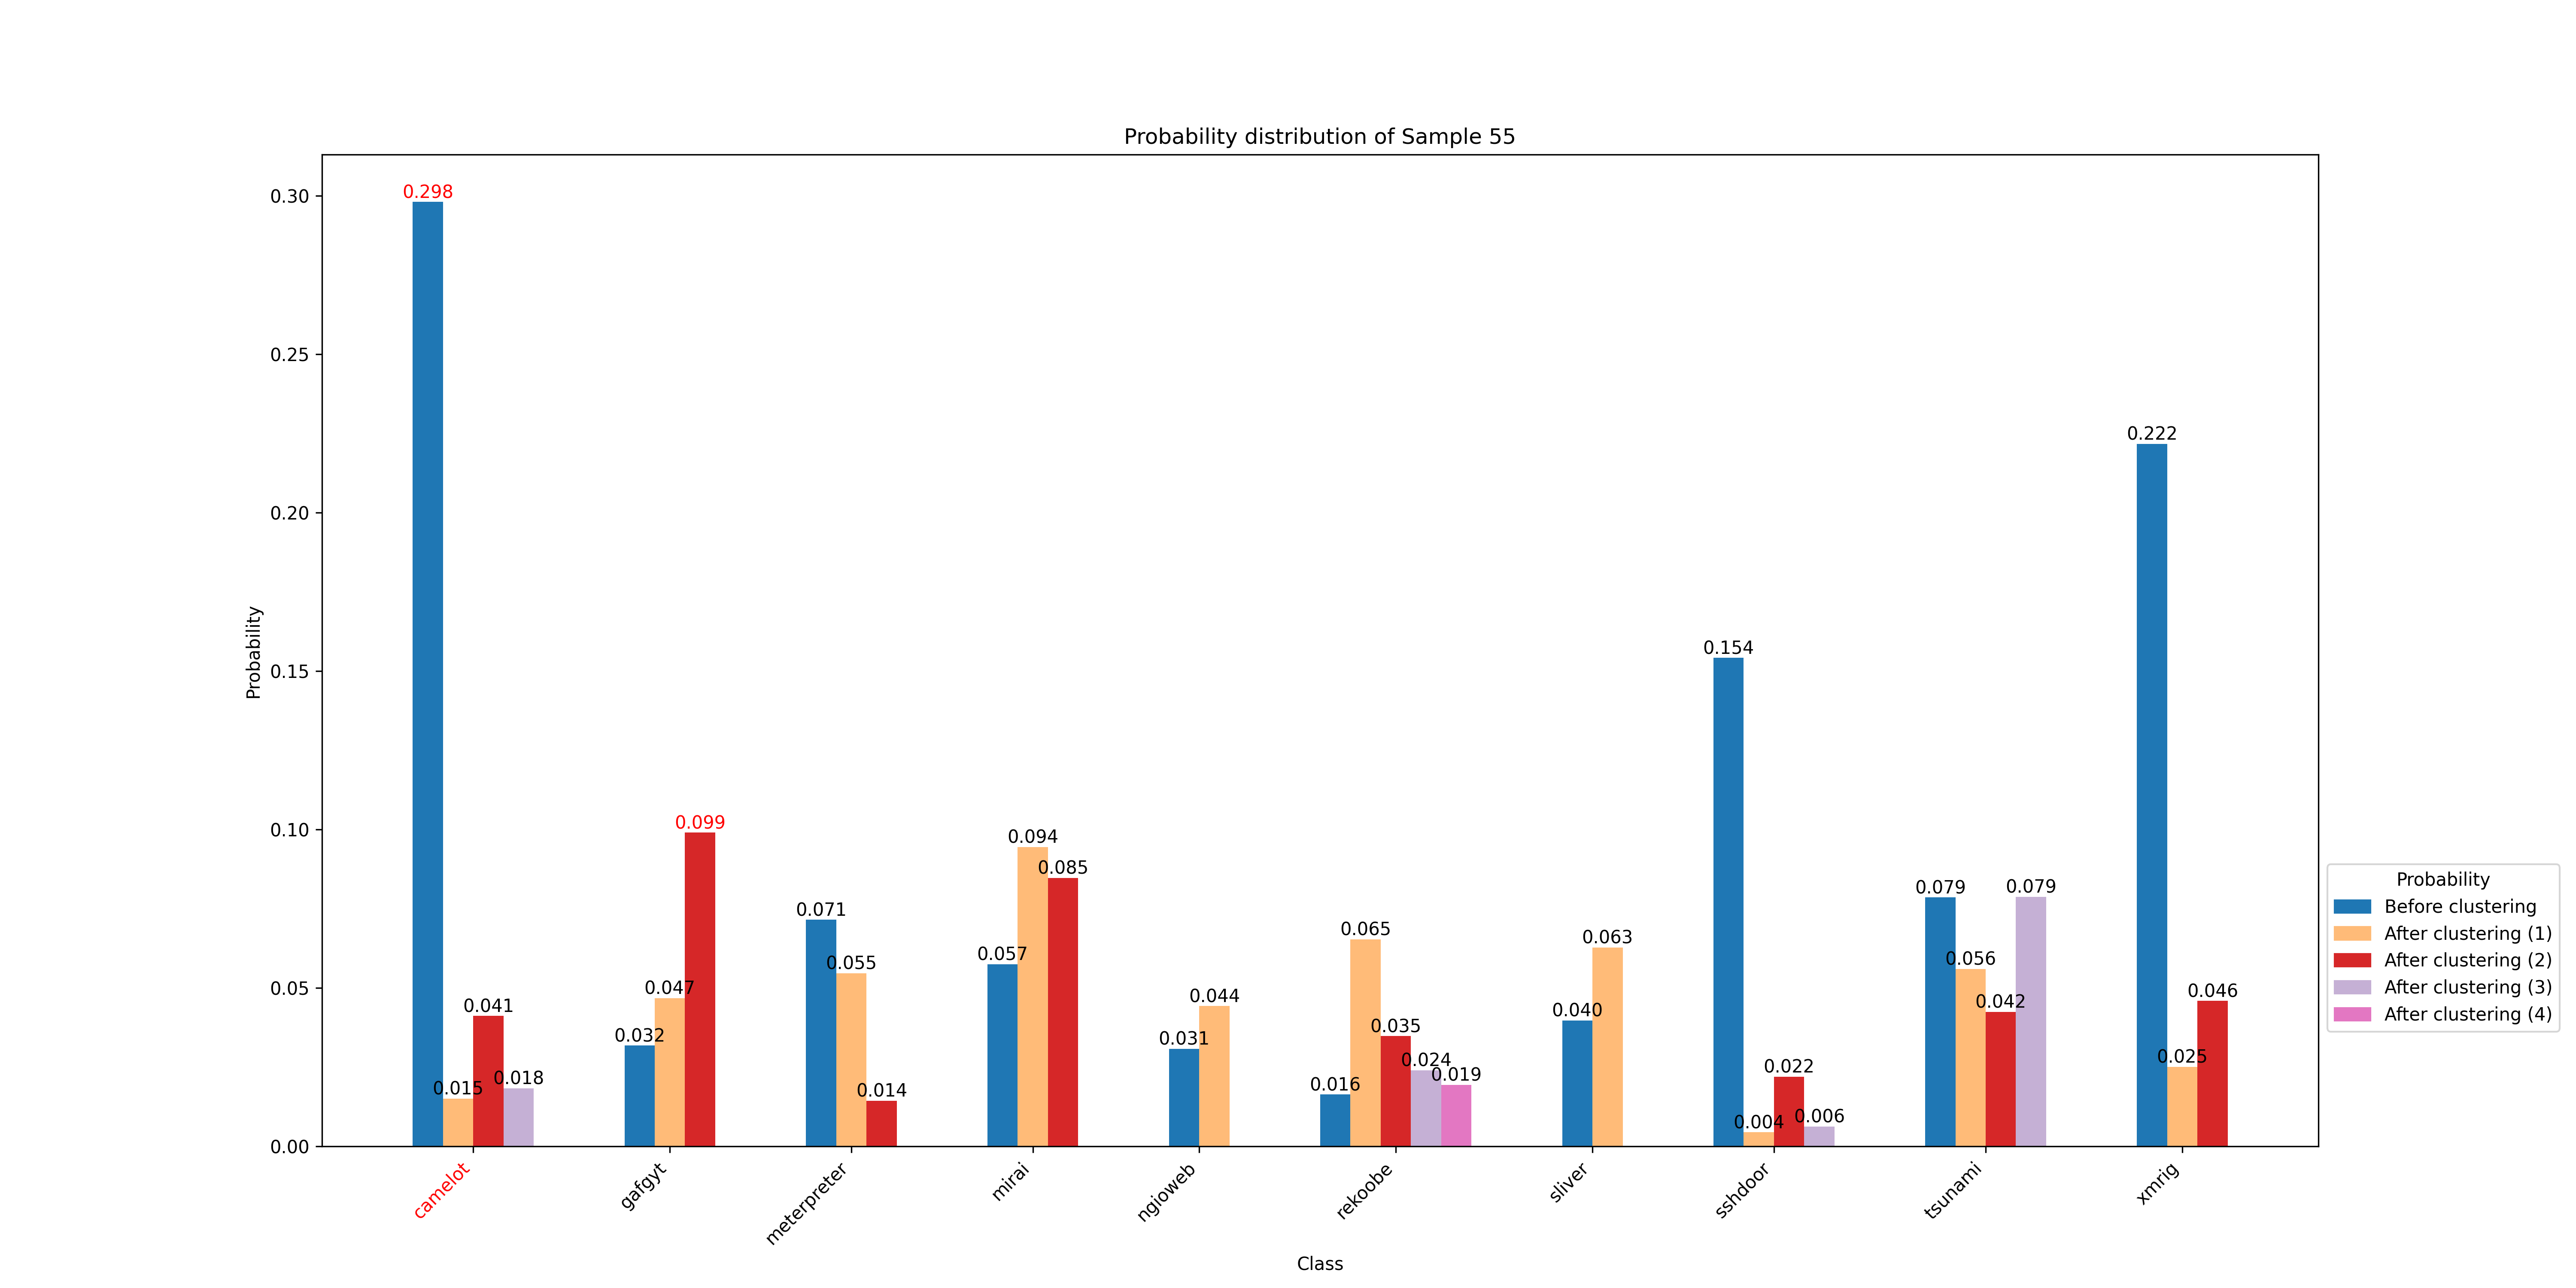 Probability distribution of Sample 55
Probability
0.30
0.25
0.20
0.15
0.10
0.05
0.00
0.298
0.015
0.041
0.018
0.032
0.047
0.099
0.071
0.055
0.014
0.057
0.094
0.085
0.031
0.044
0.016
0.065
0.035
0.024
0.019
0.040
0.063
0.154
0.004
0.022
0.006
0.079
0.056
0.042
0.079
0.222
0.025
0.046
camelot
gafgyt
meterpreter
mirai
ngioweb
rekoobe
sliver
sshdoor
tsunami
xmrig
Class
Probability
Before clustering
After clustering (1)
After clustering (2)
After clustering (3)
After clustering (4)